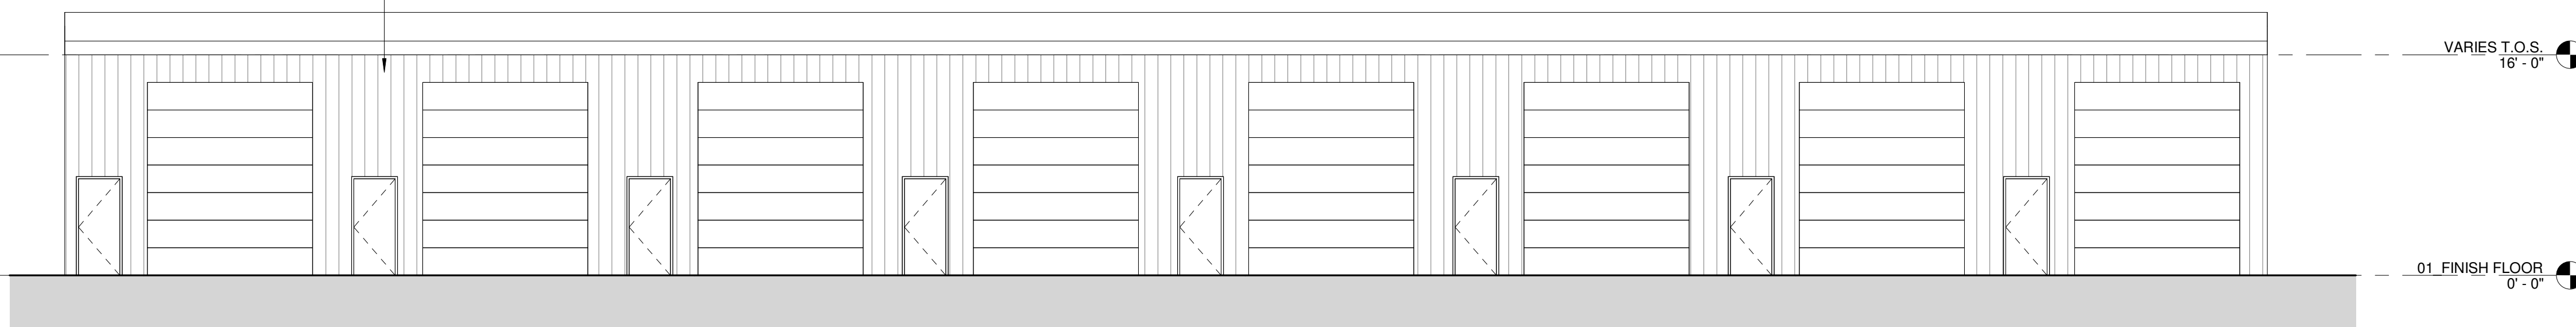 VARIES T.O.S.
16' - 0"
01 FINISH FLOOR
0' - 0"